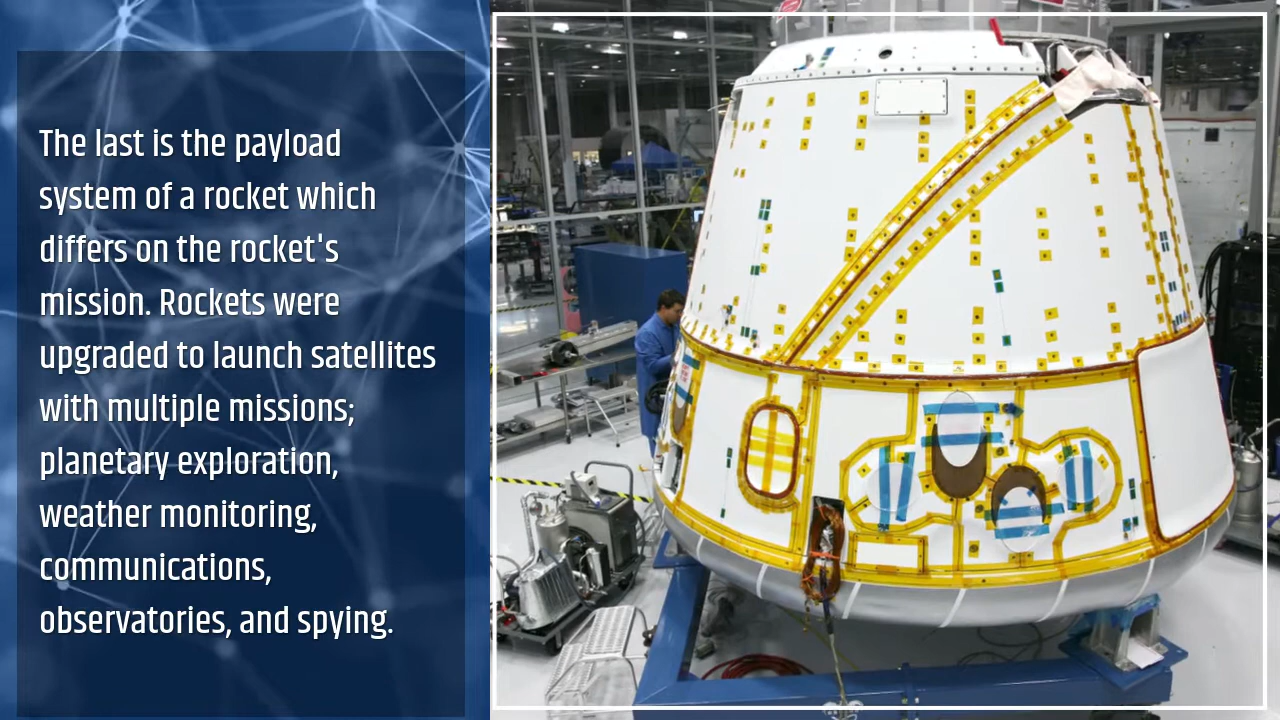 The last is the payload
system of a rocket which
differs on the rocket's
mission. Rockets were
upgraded to launch satellites
with multiple missions;
planetary exploration,
weather monitoring,
communications,
observatories, and spying.